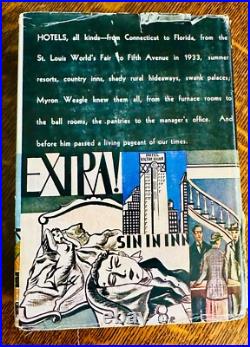 HOTELS, all kinds—from Connecticut to Florida, from the
St. Louis World's Fair to Fifth Avenue in 1933, summer
resorts, country inns, shady rural hideaways, swank palaces;
Myron Weagle knew them all, from the furnace rooms to
the ball rooms, the pantries to the manager's office. And
before him passed a living pageant of our times.
EXTRA!
SIN IN INN